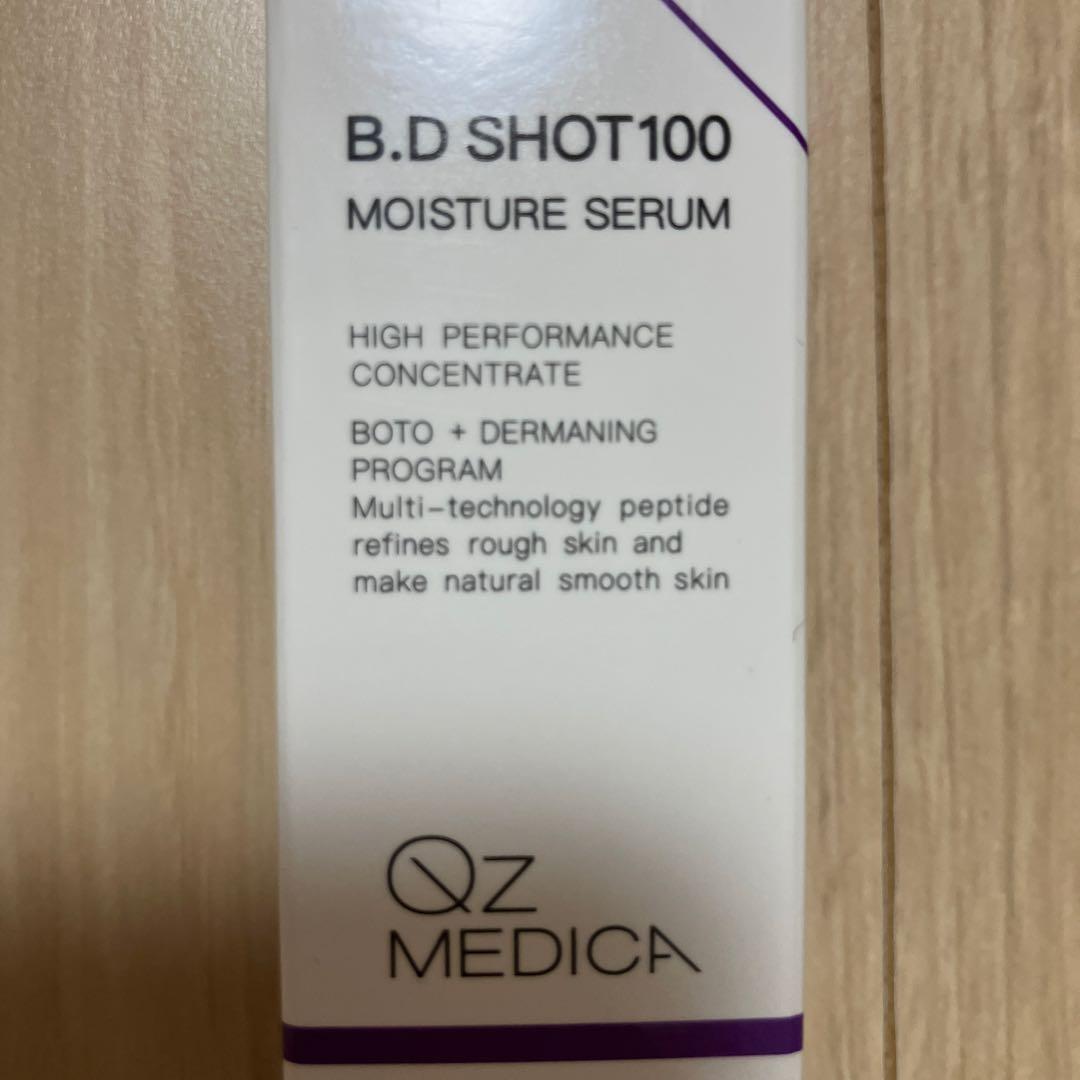 B.D SHOT100
MOISTURE SERUM
HIGH PERFORMANCE
CONCENTRATE
BOTO + DERMANING
PROGRAM
Multi-technology peptide
refines rough skin and
make natural smooth skin
QZ
MEDICA